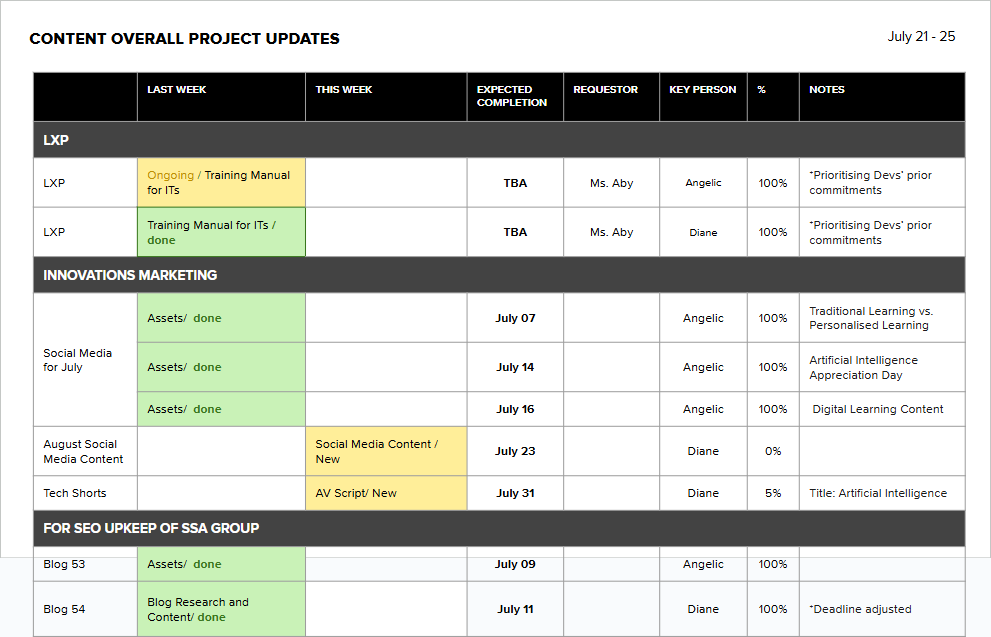 CONTENT OVERALL PROJECT UPDATES
July 21 - 25
LAST WEEK
THIS WEEK
EXPECTED
COMPLETION
REQUESTOR
KEY PERSON
%
NOTES
LXP
LXP
Ongoing / Training Manual
for ITs
TBA
Ms. Aby
Angelic
100%
*Prioritising Devs' prior
commitments
LXP
Training Manual for ITs /
done
TBA
Ms. Aby
Diane
100%
*Prioritising Devs' prior
commitments
INNOVATIONS MARKETING
Social Media
for July
Assets/ done
July 07
Angelic
100%
Traditional Learning vs.
Personalised Learning
Assets/ done
July 14
Angelic
100%
Artificial Intelligence
Appreciation Day
Assets/ done
July 16
Angelic
100%
Digital Learning Content
August Social
Media Content
Social Media Content /
New
July 23
Diane
0%
Tech Shorts
AV Script/ New
July 31
Diane
5%
Title: Artificial Intelligence
FOR SEO UPKEEP OF SSA GROUP
Blog 53
Assets/ done
July 09
Angelic
100%
Blog 54
Blog Research and
Content/ done
July 11
Diane
100%
*Deadline adjusted